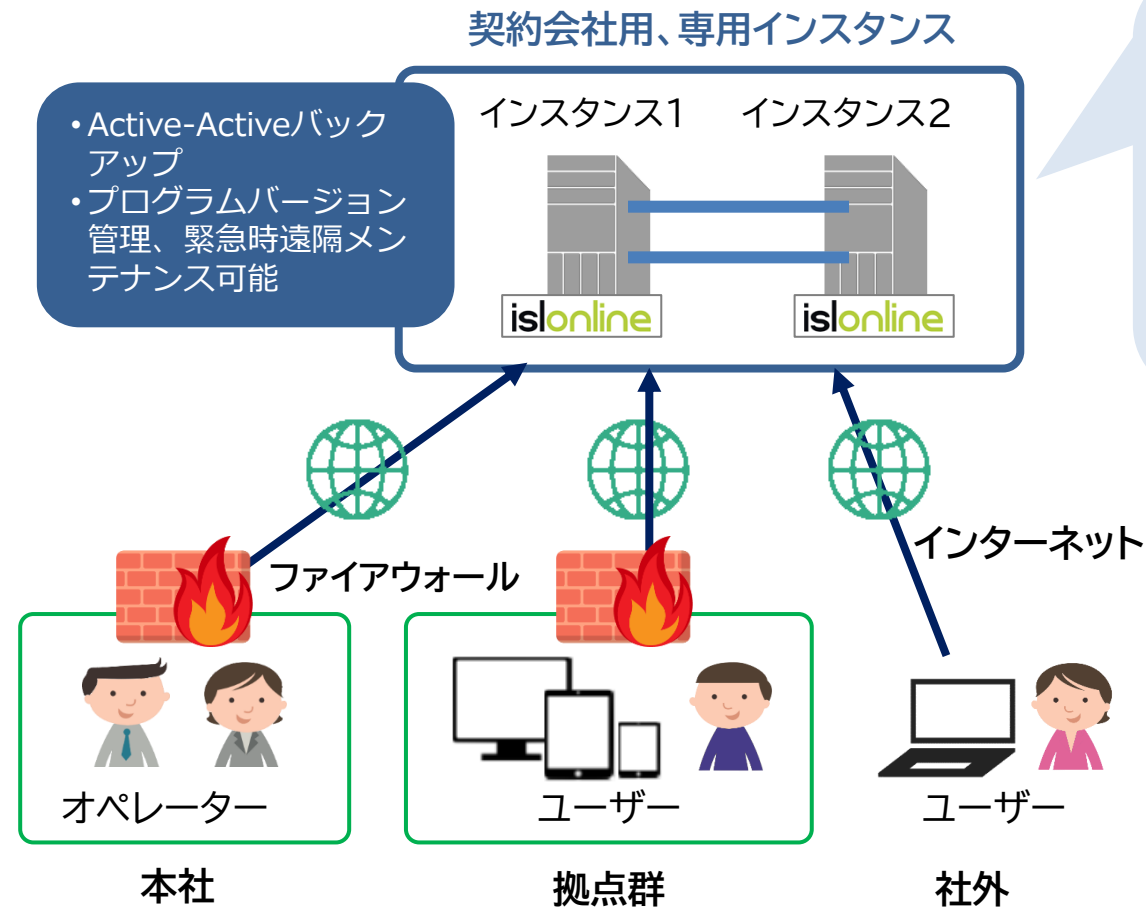 契約会社用、専用インスタンス
・Active-Activeバック
アップ
・プログラムバージョン
管理、緊急時遠隔メン
テナンス可能
インスタンス1
インスタンス2
islonline
islonline
ファイアウォール
インターネット
オペレーター
ユーザー
ユーザー
本社
拠点群
社外